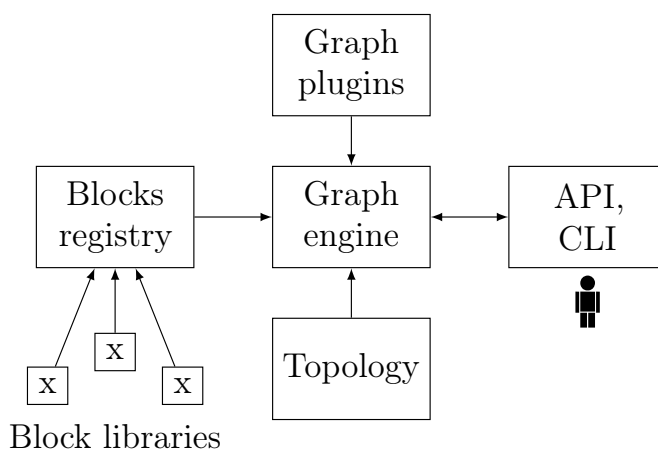 Graph
plugins
Blocks
registry
Graph
engine
API,
CLI
x
x
x
Topology
Block libraries